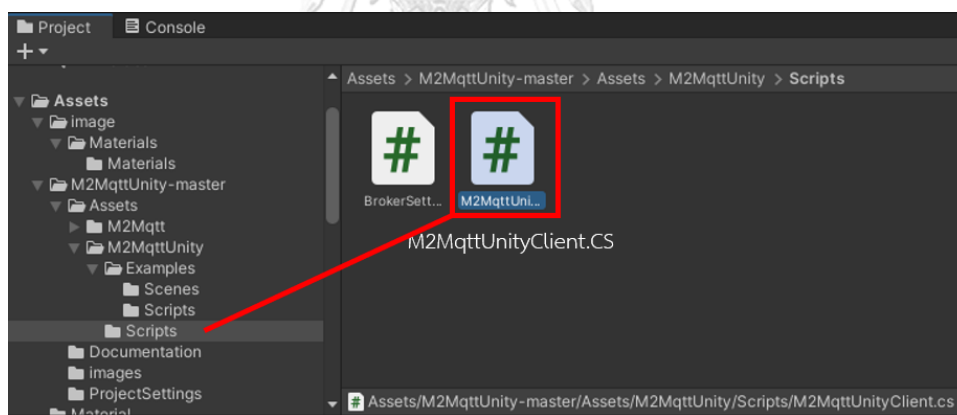 Project
Console
Assets > M2MqttUnity-master > Assets > M2MqttUnity > Scripts
Assets
image
Materials
Materials
M2MqttUnity-master
Assets
M2Mqtt
M2MqttUnity
Examples
Scenes
Scripts
Scripts
Documentation
images
ProjectSettings
Material
BrokerSett...
M2MqttUni...
M2MqttUnityClient.CS
Assets/M2MqttUnity-master/Assets/M2MqttUnity/Scripts/M2MqttUnityClient.cs